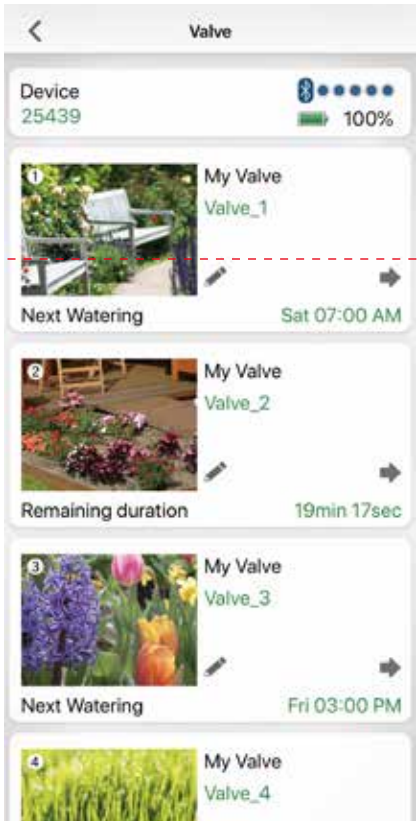 Valve
Device
25439
100%
1
My Valve
Valve_1
Next Watering
Sat 07:00 AM
2
My Valve
Valve_2
Remaining duration
19min 17sec
3
My Valve
Valve_3
Next Watering
Fri 03:00 PM
4
My Valve
Valve_4